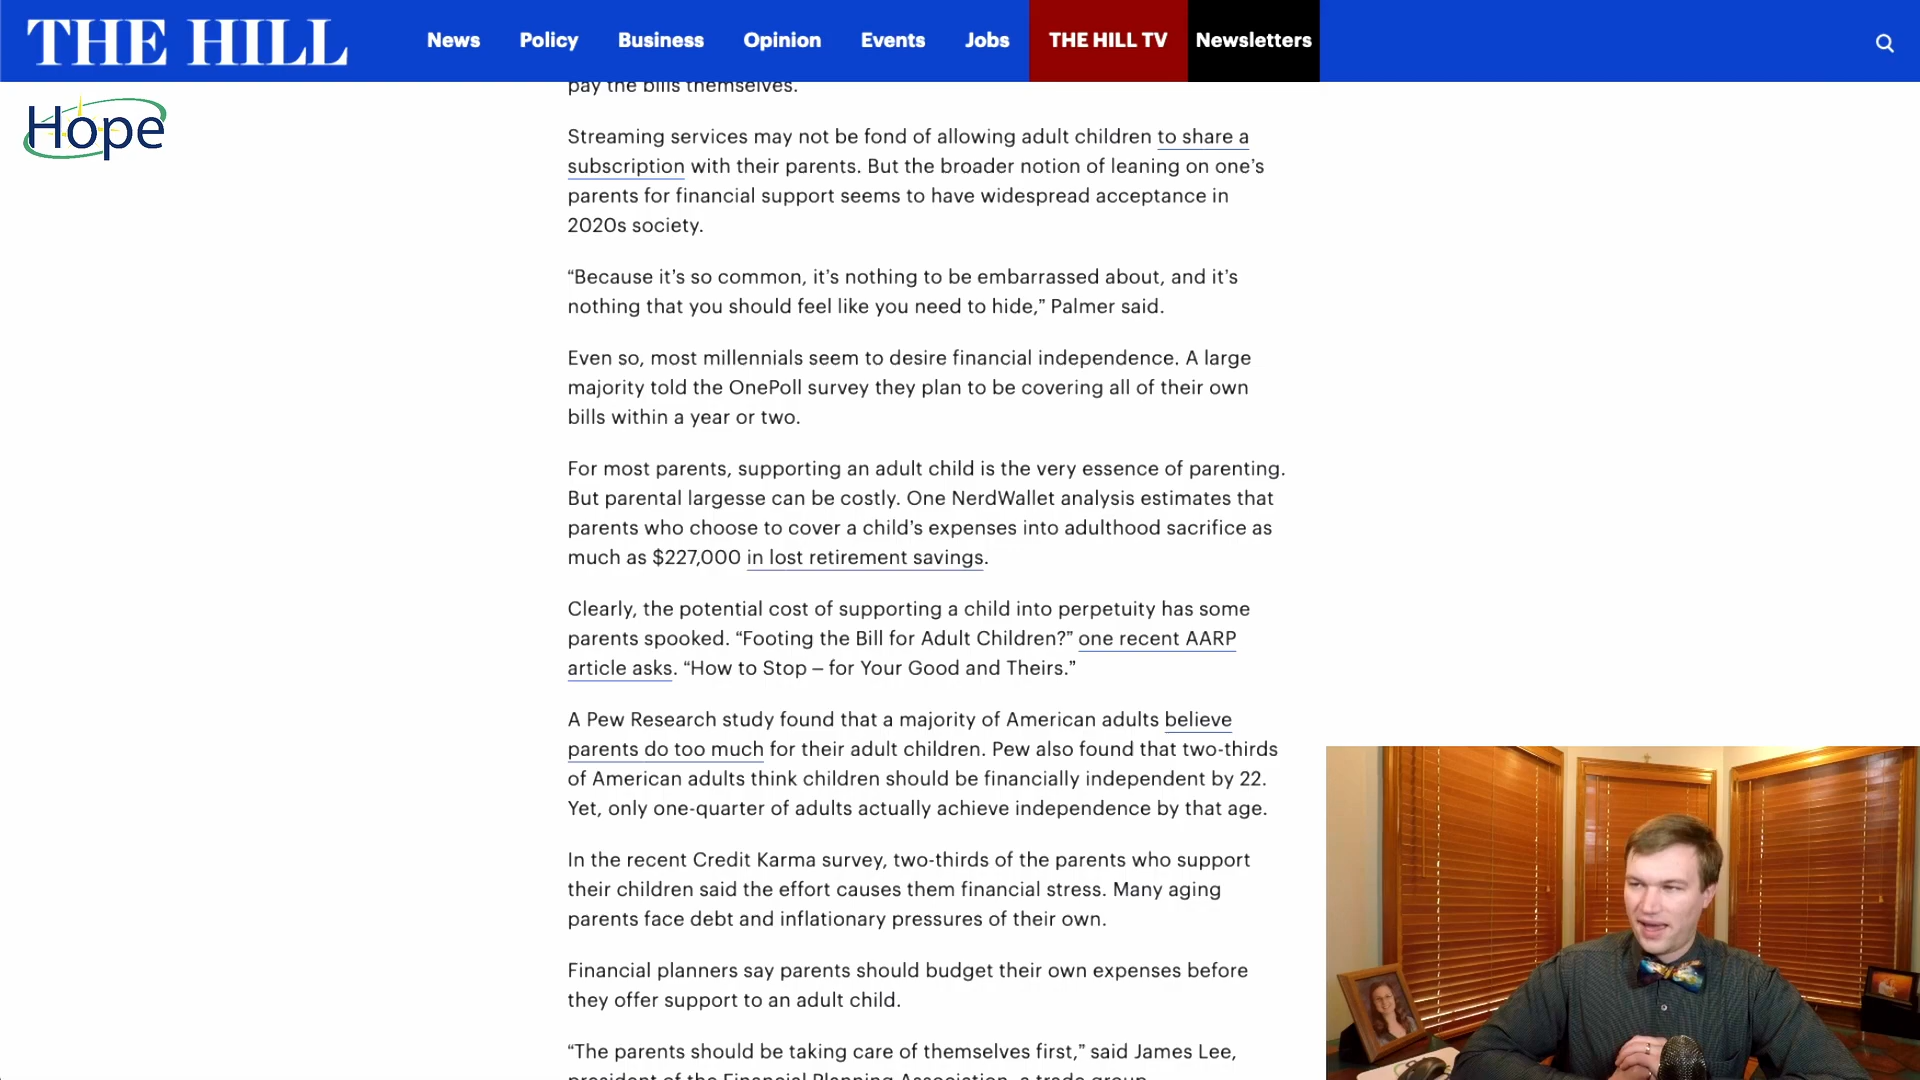 THE HILL
News Policy Business Opinion Events Jobs THE HILL TV Newsletters
Hope
pay the bills themselves.
Streaming services may not be fond of allowing adult children to share a
subscription with their parents. But the broader notion of leaning on one’s
parents for financial support seems to have widespread acceptance in
2020s society.
“Because it’s so common, it’s nothing to be embarrassed about, and it’s
nothing that you should feel like you need to hide,” Palmer said.
Even so, most millennials seem to desire financial independence. A large
majority told the OnePoll survey they plan to be covering all of their own
bills within a year or two.
For most parents, supporting an adult child is the very essence of parenting.
But parental largesse can be costly. One NerdWallet analysis estimates that
parents who choose to cover a child’s expenses into adulthood sacrifice as
much as $227,000 in lost retirement savings.
Clearly, the potential cost of supporting a child into perpetuity has some
parents spooked. “Footing the Bill for Adult Children?” one recent AARP
article asks. “How to Stop – for Your Good and Theirs.”
A Pew Research study found that a majority of American adults believe
parents do too much for their adult children. Pew also found that two-thirds
of American adults think children should be financially independent by 22.
Yet, only one-quarter of adults actually achieve independence by that age.
In the recent Credit Karma survey, two-thirds of the parents who support
their children said the effort causes them financial stress. Many aging
parents face debt and inflationary pressures of their own.
Financial planners say parents should budget their own expenses before
they offer support to an adult child.
“The parents should be taking care of themselves first,” said James Lee,
president of the Financial Planning Association, a trade group.